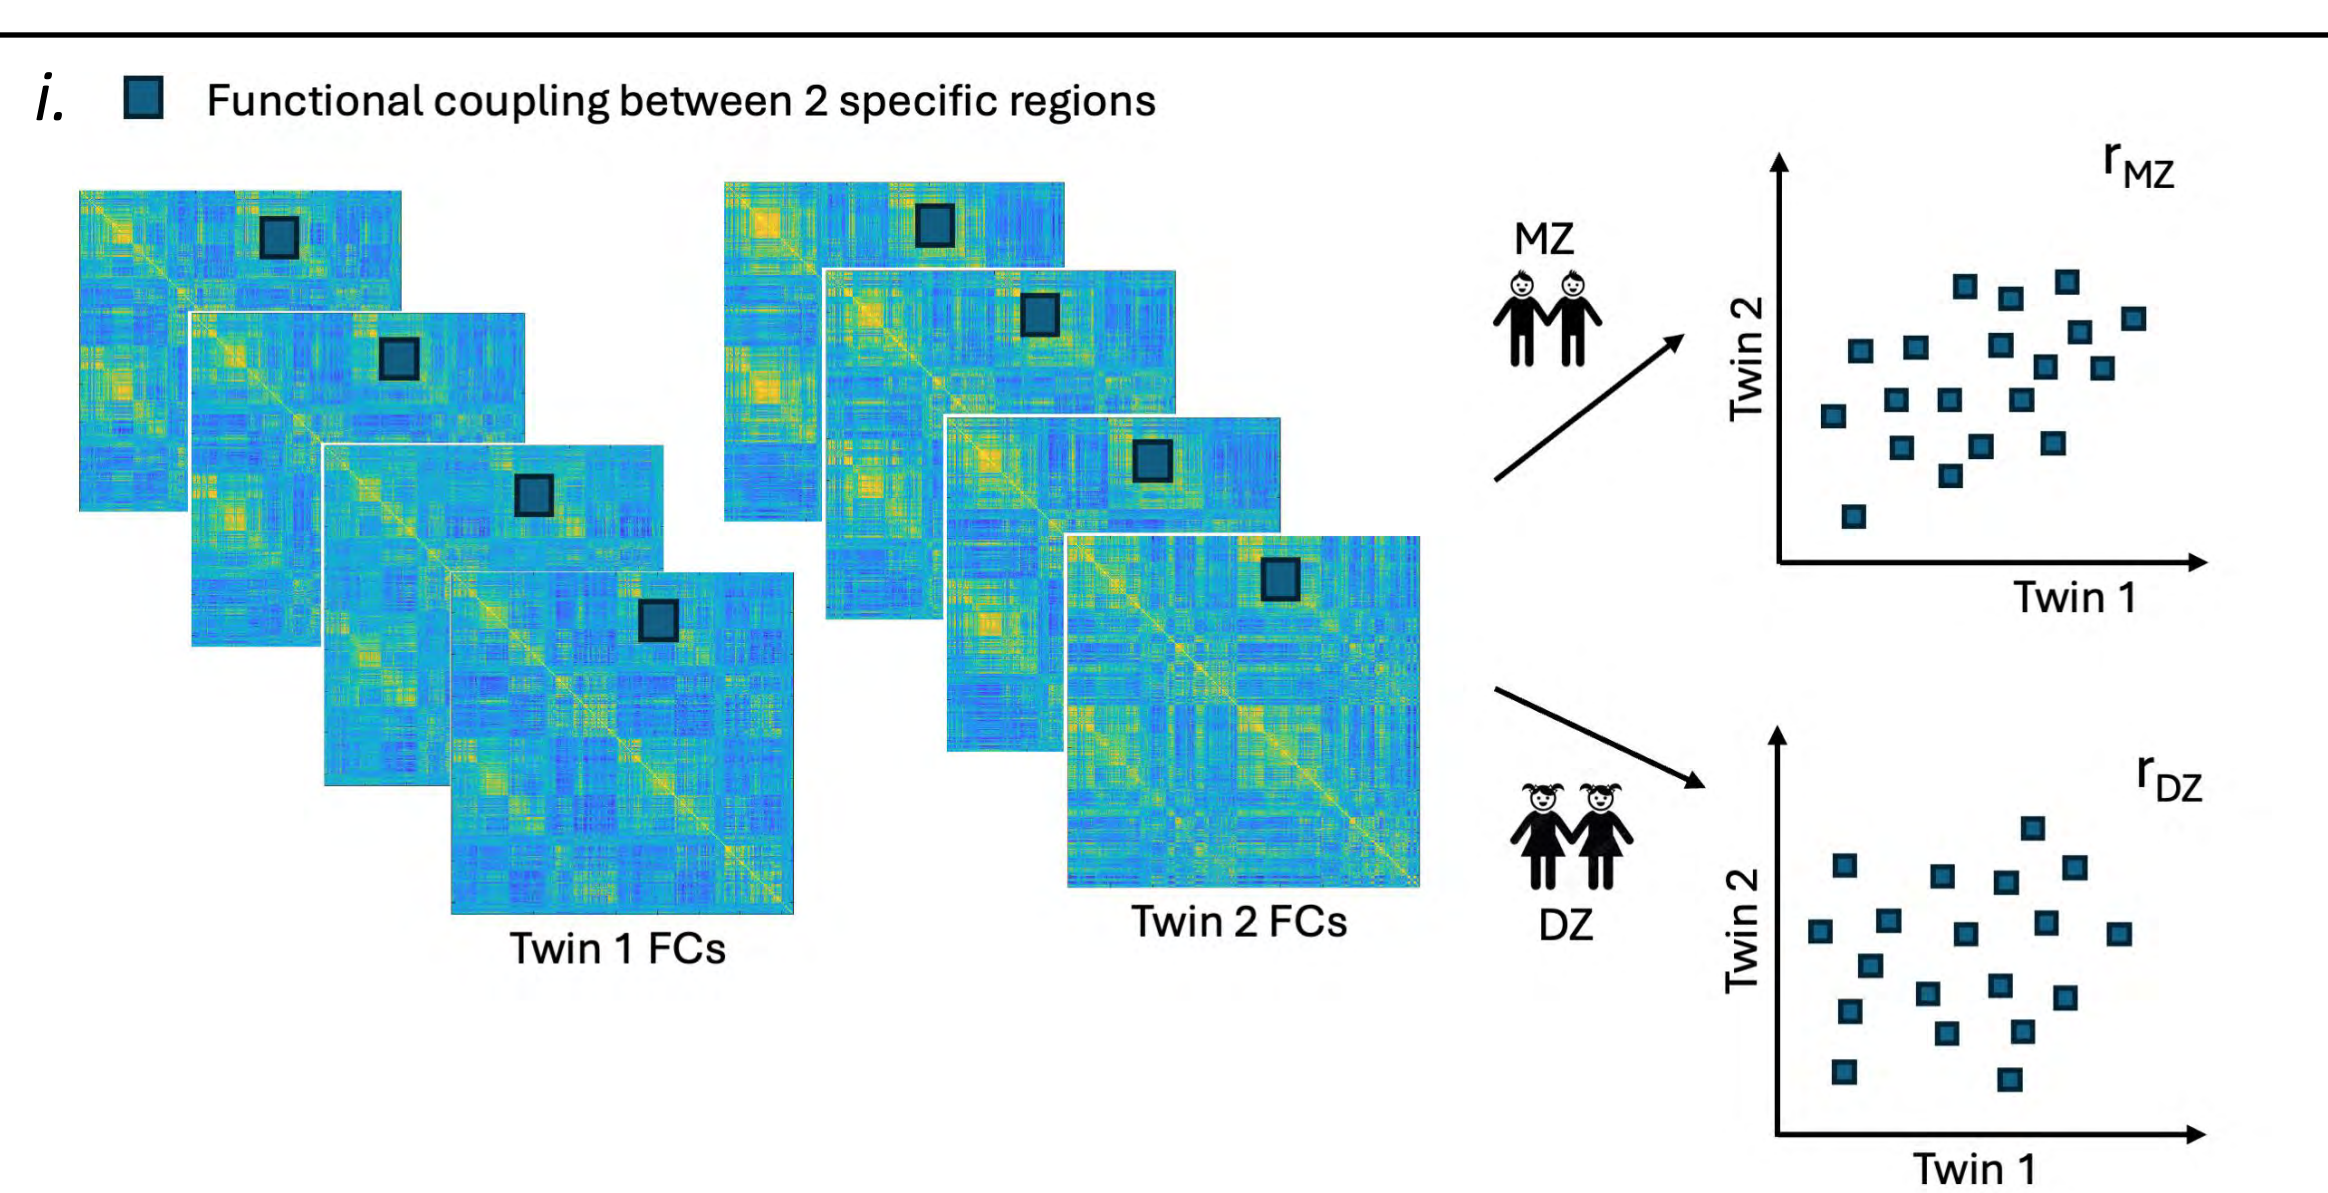 i. Functional coupling between 2 specific regions
Twin 1 FCs
Twin 2 FCs
MZ
DZ
r_MZ
Twin 2
Twin 1
r_DZ
Twin 2
Twin 1